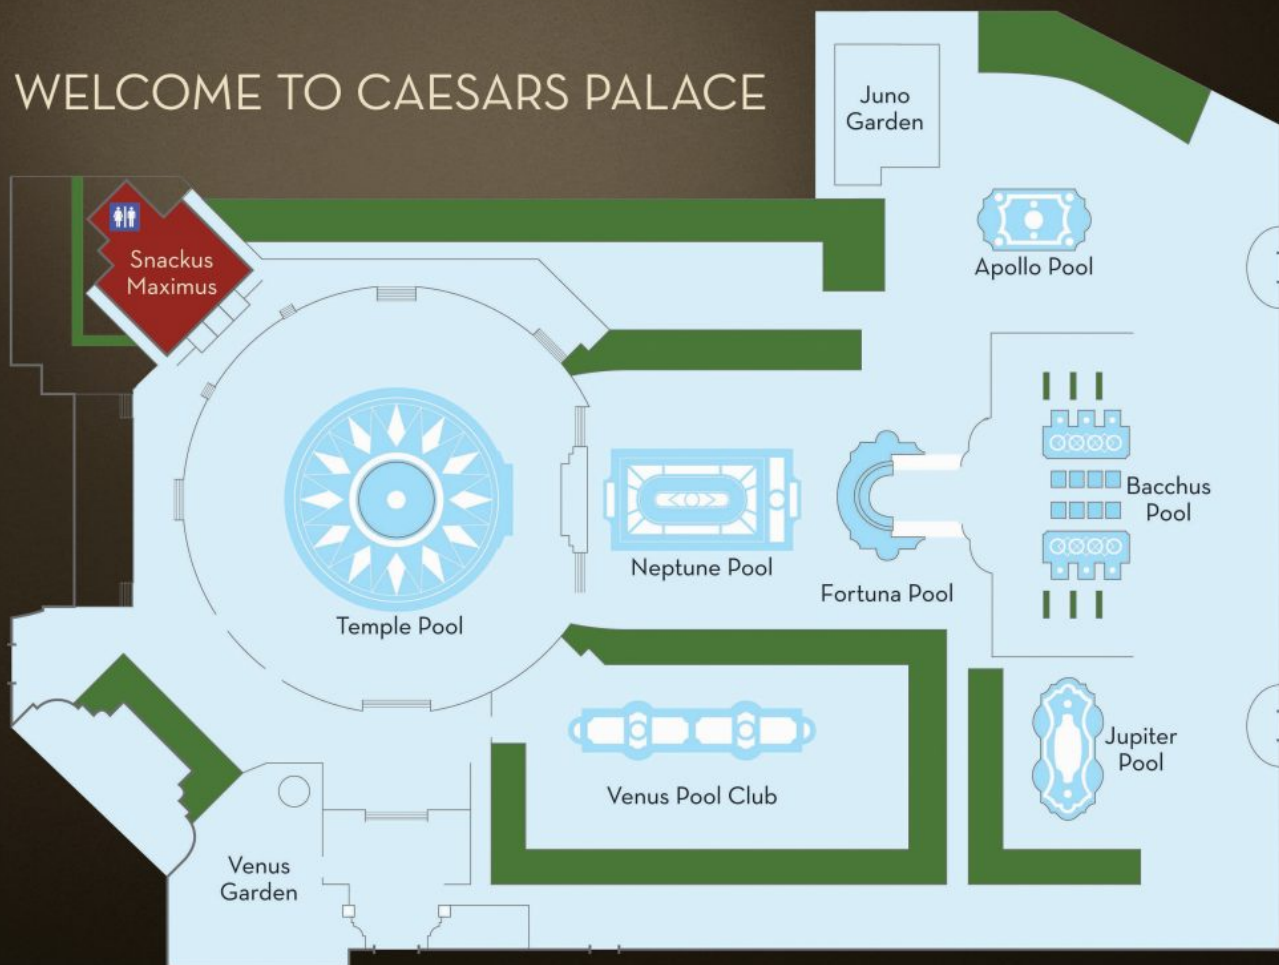 WELCOME TO CAESARS PALACE
Juno
Garden
Snackus
Maximus
Apollo Pool
Bacchus
Pool
Neptune Pool
Fortuna Pool
Temple Pool
Jupiter
Pool
Venus Pool Club
Venus
Garden